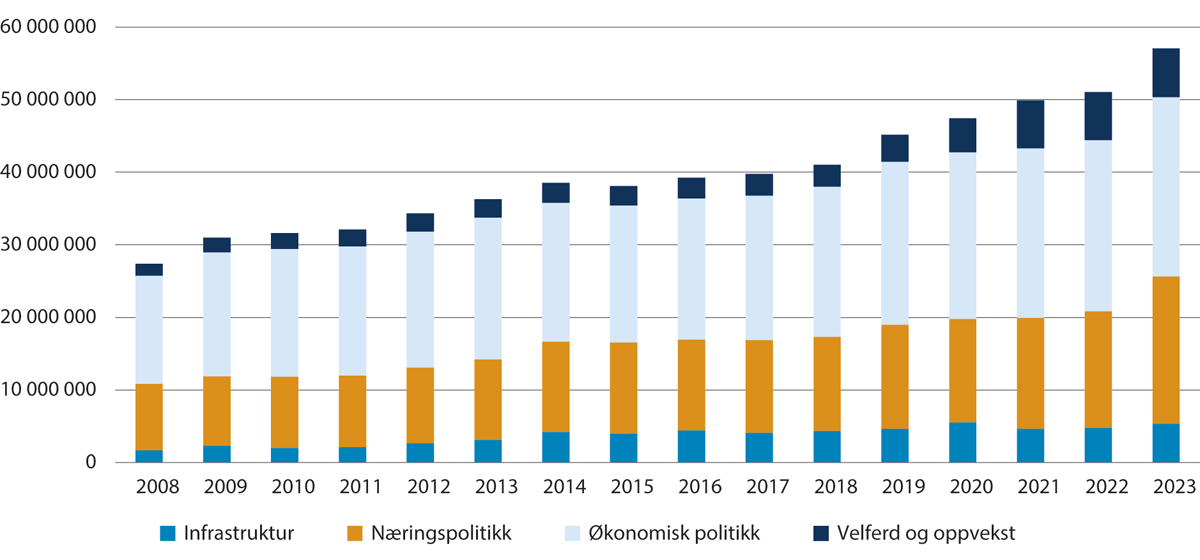 60 000 000
50 000 000
40 000 000
30 000 000
20 000 000
10 000 000
0
2008 2009 2010 2011 2012 2013 2014 2015 2016 2017 2018 2019 2020 2021 2022 2023
Infrastruktur Næringspolitikk Økonomisk politikk Velferd og oppvekst